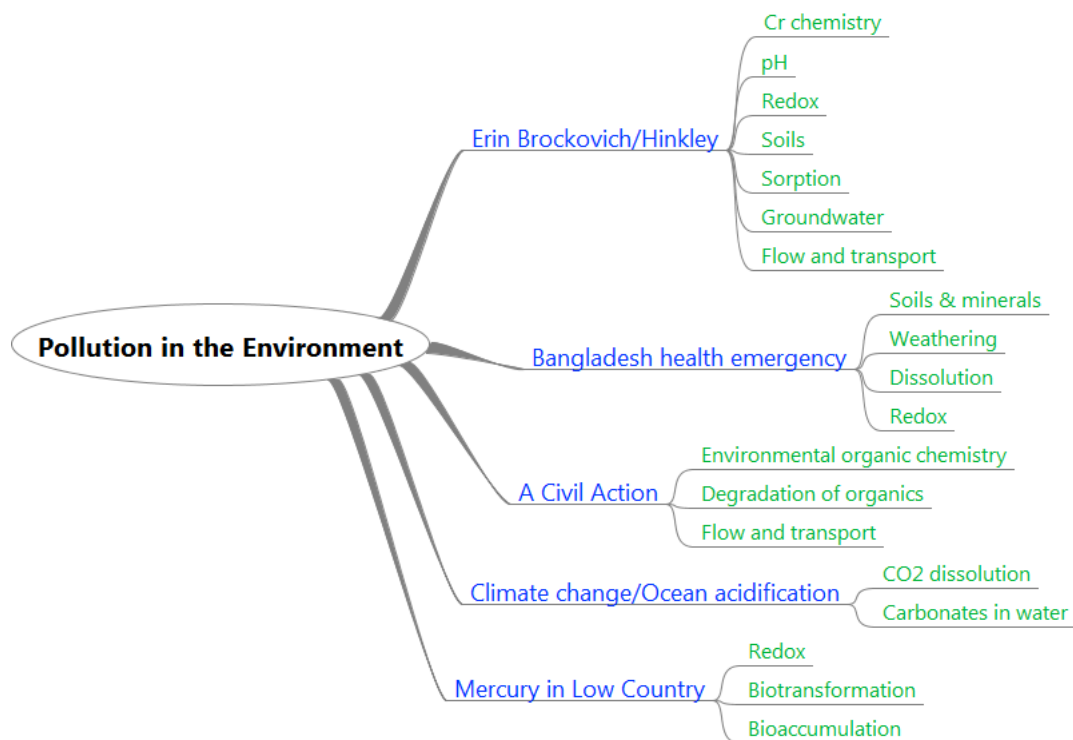 Pollution in the Environment
Erin Brockovich/Hinkley
Cr chemistry
pH
Redox
Soils
Sorption
Groundwater
Flow and transport
Bangladesh health emergency
Soils & minerals
Weathering
Dissolution
Redox
A Civil Action
Environmental organic chemistry
Degradation of organics
Flow and transport
Climate change/Ocean acidification
CO2 dissolution
Carbonates in water
Mercury in Low Country
Redox
Biotransformation
Bioaccumulation